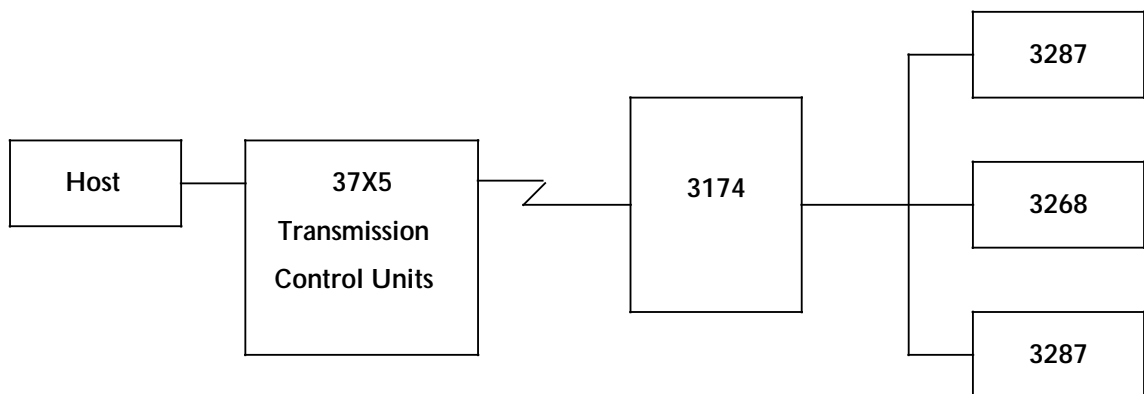 Host
37X5
Transmission
Control Units
3174
3287
3268
3287